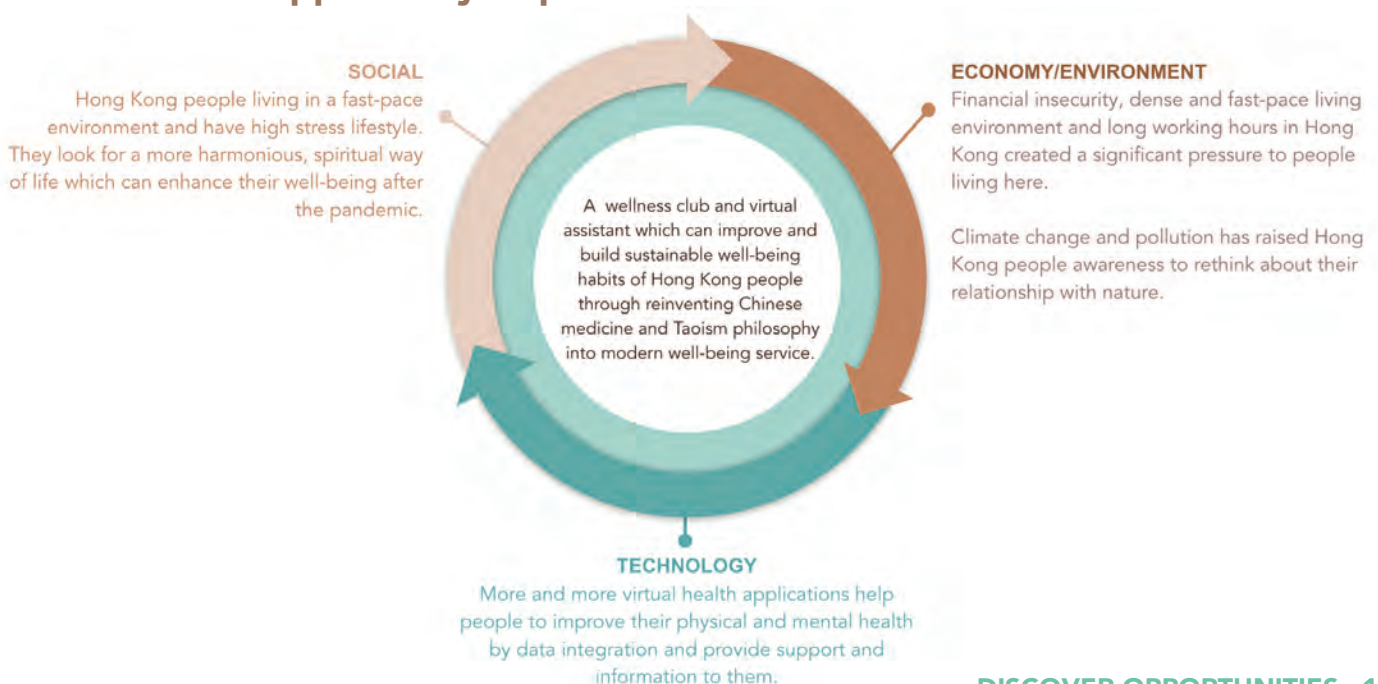 SOCIAL
Hong Kong people living in a fast-pace
environment and have high stress lifestyle.
They look for a more harmonious, spiritual way
of life which can enhance their well-being after
the pandemic.
ECONOMY/ENVIRONMENT
Financial insecurity, dense and fast-pace living
environment and long working hours in Hong
Kong created a significant pressure to people
living here.
Climate change and pollution has raised Hong
Kong people awareness to rethink about their
relationship with nature.
A wellness club and virtual
assistant which can improve and
build sustainable well-being
habits of Hong Kong people
through reinventing Chinese
medicine and Taoism philosophy
into modern well-being service.
TECHNOLOGY
More and more virtual health applications help
people to improve their physical and mental health
by data integration and provide support and
information to them.